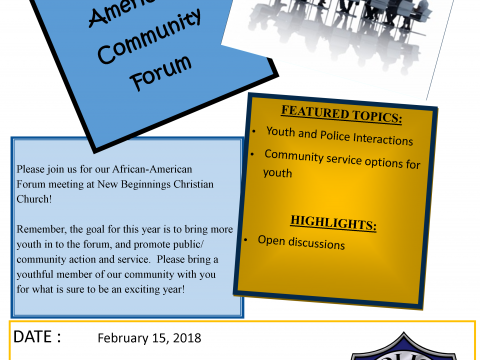 American
Community
Forum
FEATURED TOPICS:
• Youth and Police Interactions
• Community service options for
youth
HIGHLIGHTS:
• Open discussions
Please join us for our African-American
Forum meeting at New Beginnings Christian
Church!
Remember, the goal for this year is to bring more
youth in to the forum, and promote public/
community action and service.  Please bring a
youthful member of our community with you
for what is sure to be an exciting year!
DATE : February 15, 2018